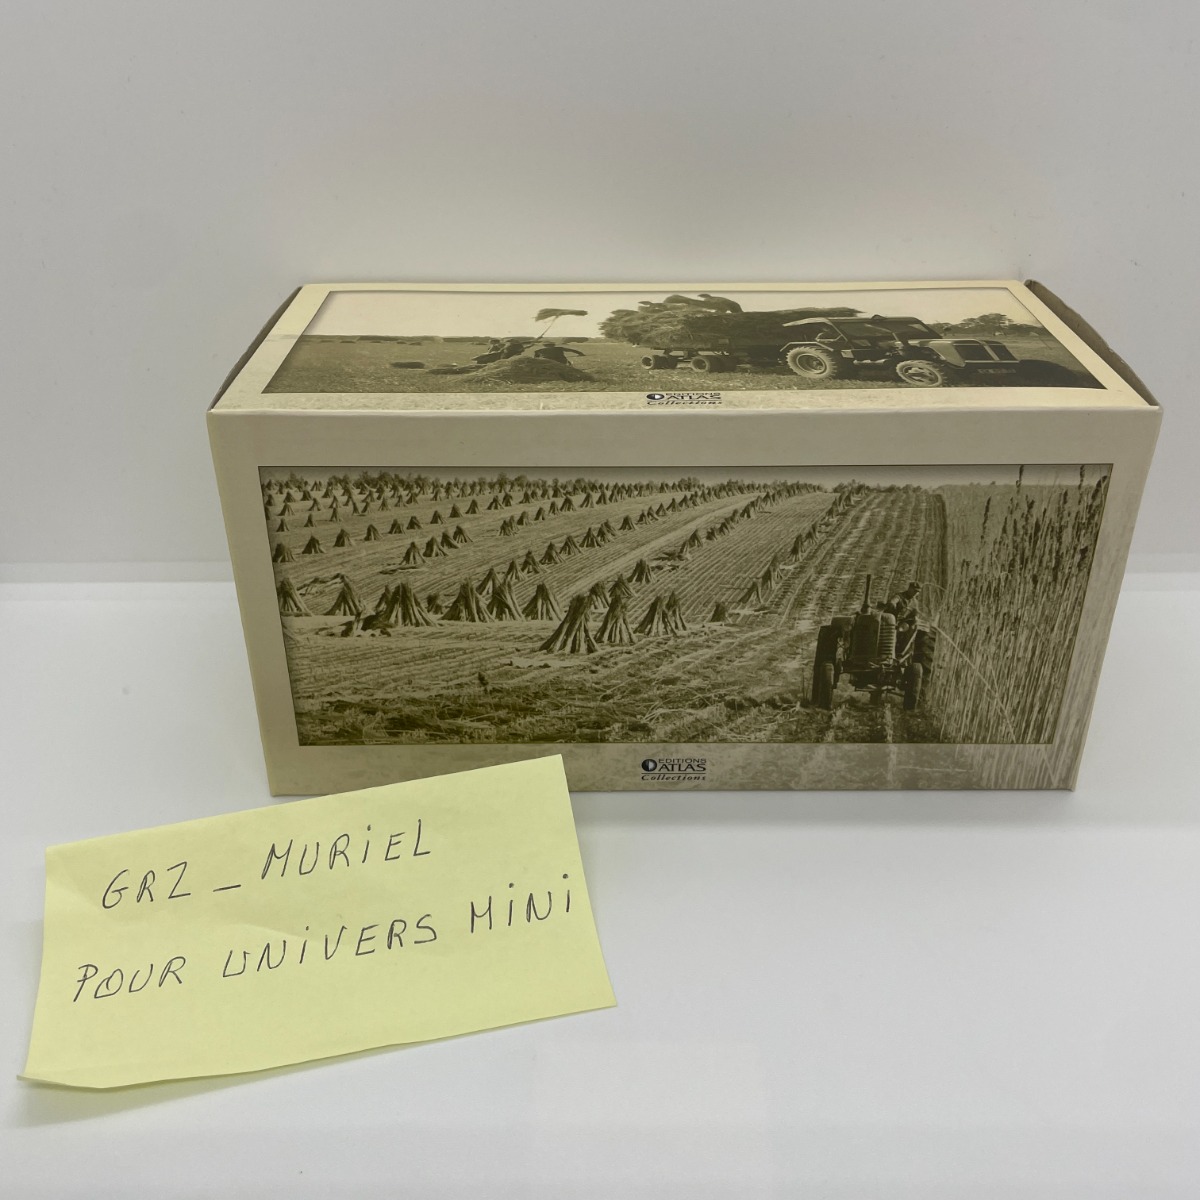 EDITIONS
ATLAS
Collections
EDITIONS
ATLAS
Collections
GRZ_MURiEL
POUR UNiVERS MiNi